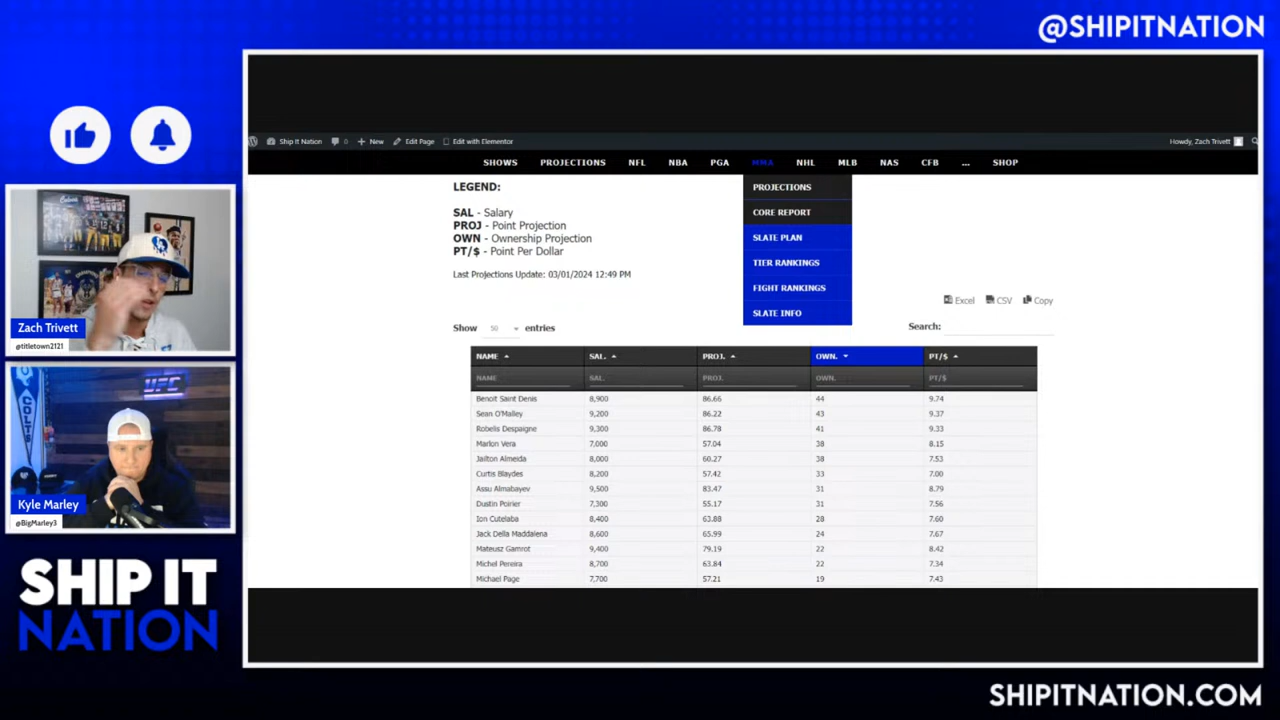 @SHIPITNATION
Ship It Nation 0 New Edit Page Edit with Elementor Howdy, Zach Trivett
SHOWS PROJECTIONS NFL NBA PGA MMA NHL MLB NAS CFB ... SHOP
PROJECTIONS
CORE REPORT
SLATE PLAN
TIER RANKINGS
FIGHT RANKINGS
SLATE INFO
LEGEND:
SAL - Salary
PROJ - Point Projection
OWN - Ownership Projection
PT/$ - Point Per Dollar
Last Projections Update: 03/01/2024 12:49 PM
Excel CSV Copy
Show 50 entries Search:
NAME SAL. PROJ. OWN. PT/$
NAME SAL. PROJ. OWN. PT/$
Benoit Saint Denis 8,900 86.66 44 9.74
Sean O'Malley 9,200 86.22 43 9.37
Robelis Despaigne 9,300 86.78 41 9.33
Marlon Vera 7,000 57.04 38 8.15
Jailton Almeida 8,000 60.27 38 7.53
Curtis Blaydes 8,200 57.42 33 7.00
Assu Almabayev 9,500 83.47 31 8.79
Dustin Poirier 7,300 55.17 31 7.56
Ion Cutelaba 8,400 63.88 28 7.60
Jack Della Maddalena 8,600 65.99 24 7.67
Mateusz Gamrot 9,400 79.19 22 8.42
Michel Pereira 8,700 63.84 22 7.34
Michael Page 7,700 57.21 19 7.43
Zach Trivett
@titletown2121
UFC
COLTS
Kyle Marley
@BigMarley3
SHIP IT
NATION
SHIPITNATION.COM